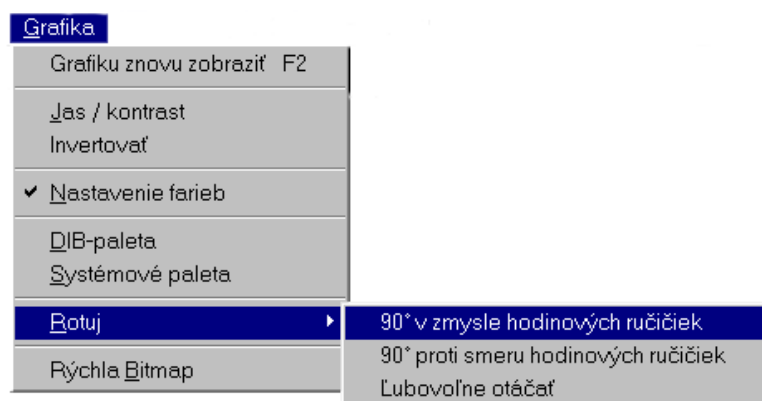 Grafika
Grafiku znovu zobraziť F2
Jas / kontrast
Invertovať
Nastavenie farieb
DIB-paleta
Systémové paleta
Rotuj
90° v zmysle hodinových ručičiek
90° proti smeru hodinových ručičiek
Rýchla Bitmap
Ľubovoľne otáčať